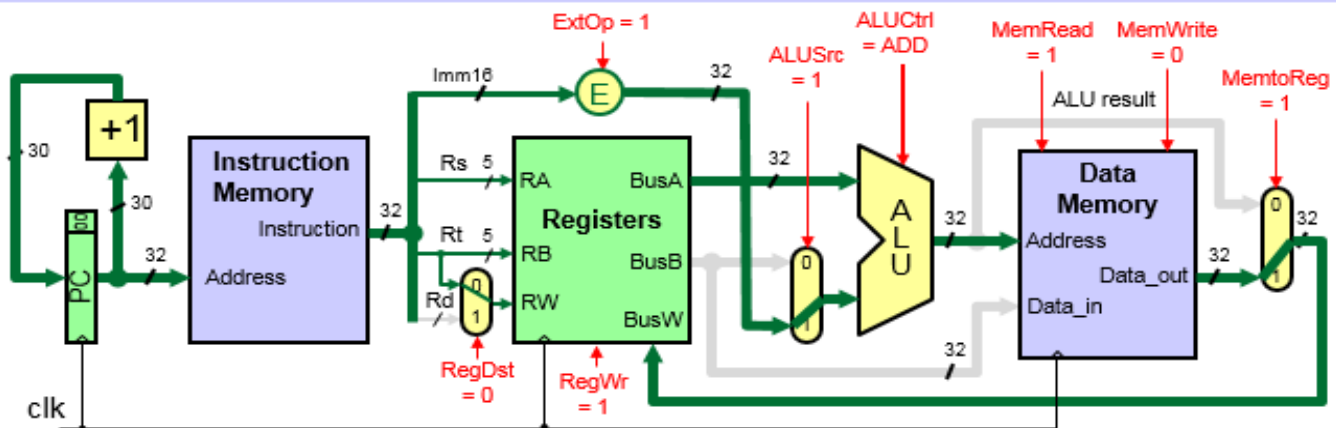 ExtOp = 1
ALUCtrl
= ADD
MemRead
= 1
MemWrite
= 0
ALUSrc
= 1
MemtoReg
= 1
Imm16
32
E
ALU result
+1
30
30
00
PC
32
Instruction
Memory
Instruction
Address
32
Rs 5
Rt 5
Rd
0
1
RegDst
= 0
RA
RB
RW
Registers
BusA
BusB
BusW
RegWr
= 1
32
0
1
A
L
U
32
32
Data
Memory
Address
Data_out
Data_in
32
0
1
32
clk